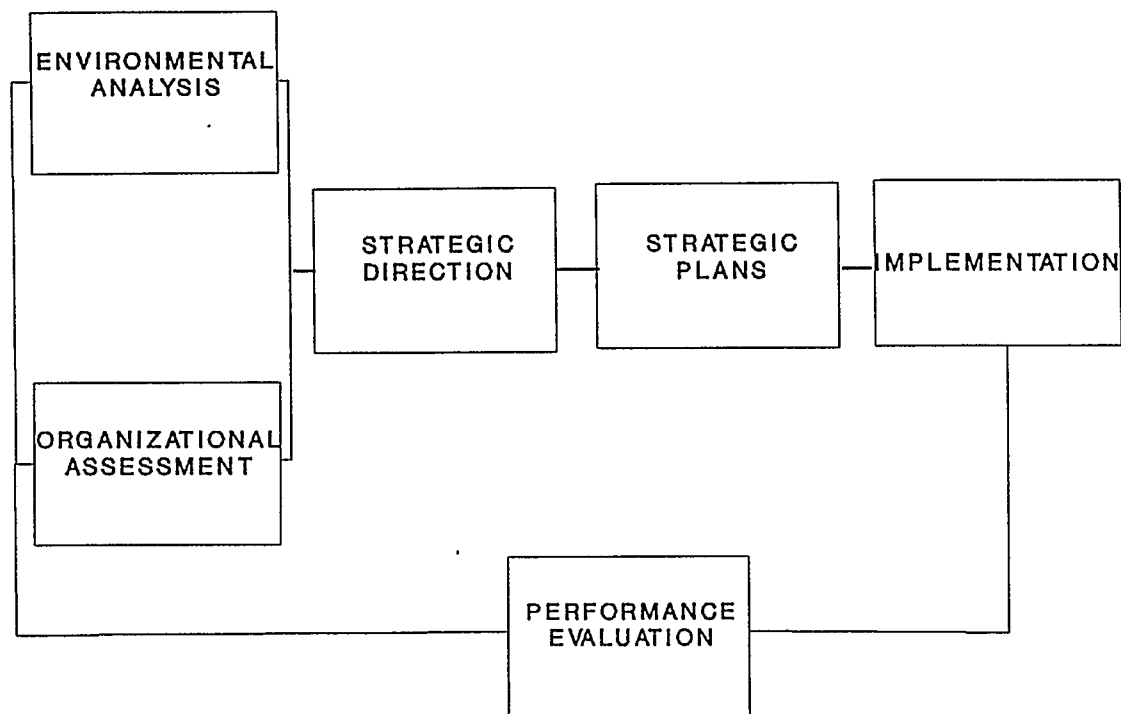 ENVIRONMENTAL
ANALYSIS
STRATEGIC
DIRECTION
STRATEGIC
PLANS
IMPLEMENTATION
ORGANIZATIONAL
ASSESSMENT
PERFORMANCE
EVALUATION